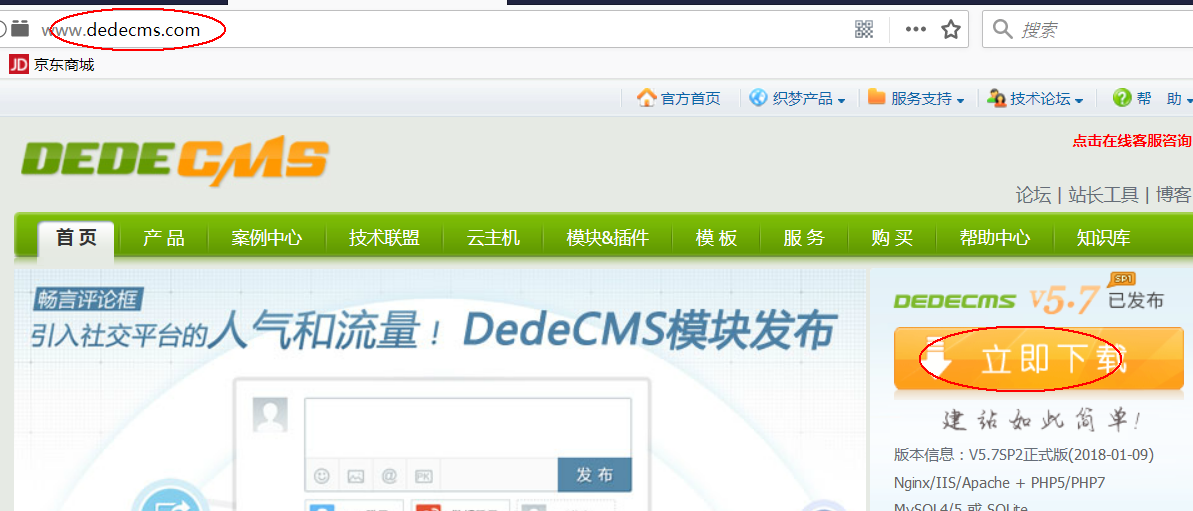 www.dedecms.com
搜索
JD 京东商城
官方首页 织梦产品 服务支持 技术论坛 帮 助
DEDECMS
点击在线客服咨询
论坛 | 站长工具 | 博客
首 页 产 品 案例中心 技术联盟 云主机 模块&插件 模 板 服 务 购 买 帮助中心 知识库
畅言评论框
引入社交平台的人气和流量！DedeCMS模块发布
@ PK 发 布
DEDECMS v5.7 SP1 已发布
立即下载
建站如此简单!
版本信息：V5.7SP2正式版(2018-01-09)
Nginx/IIS/Apache + PHP5/PHP7
MySQL4/5 或 SQLite